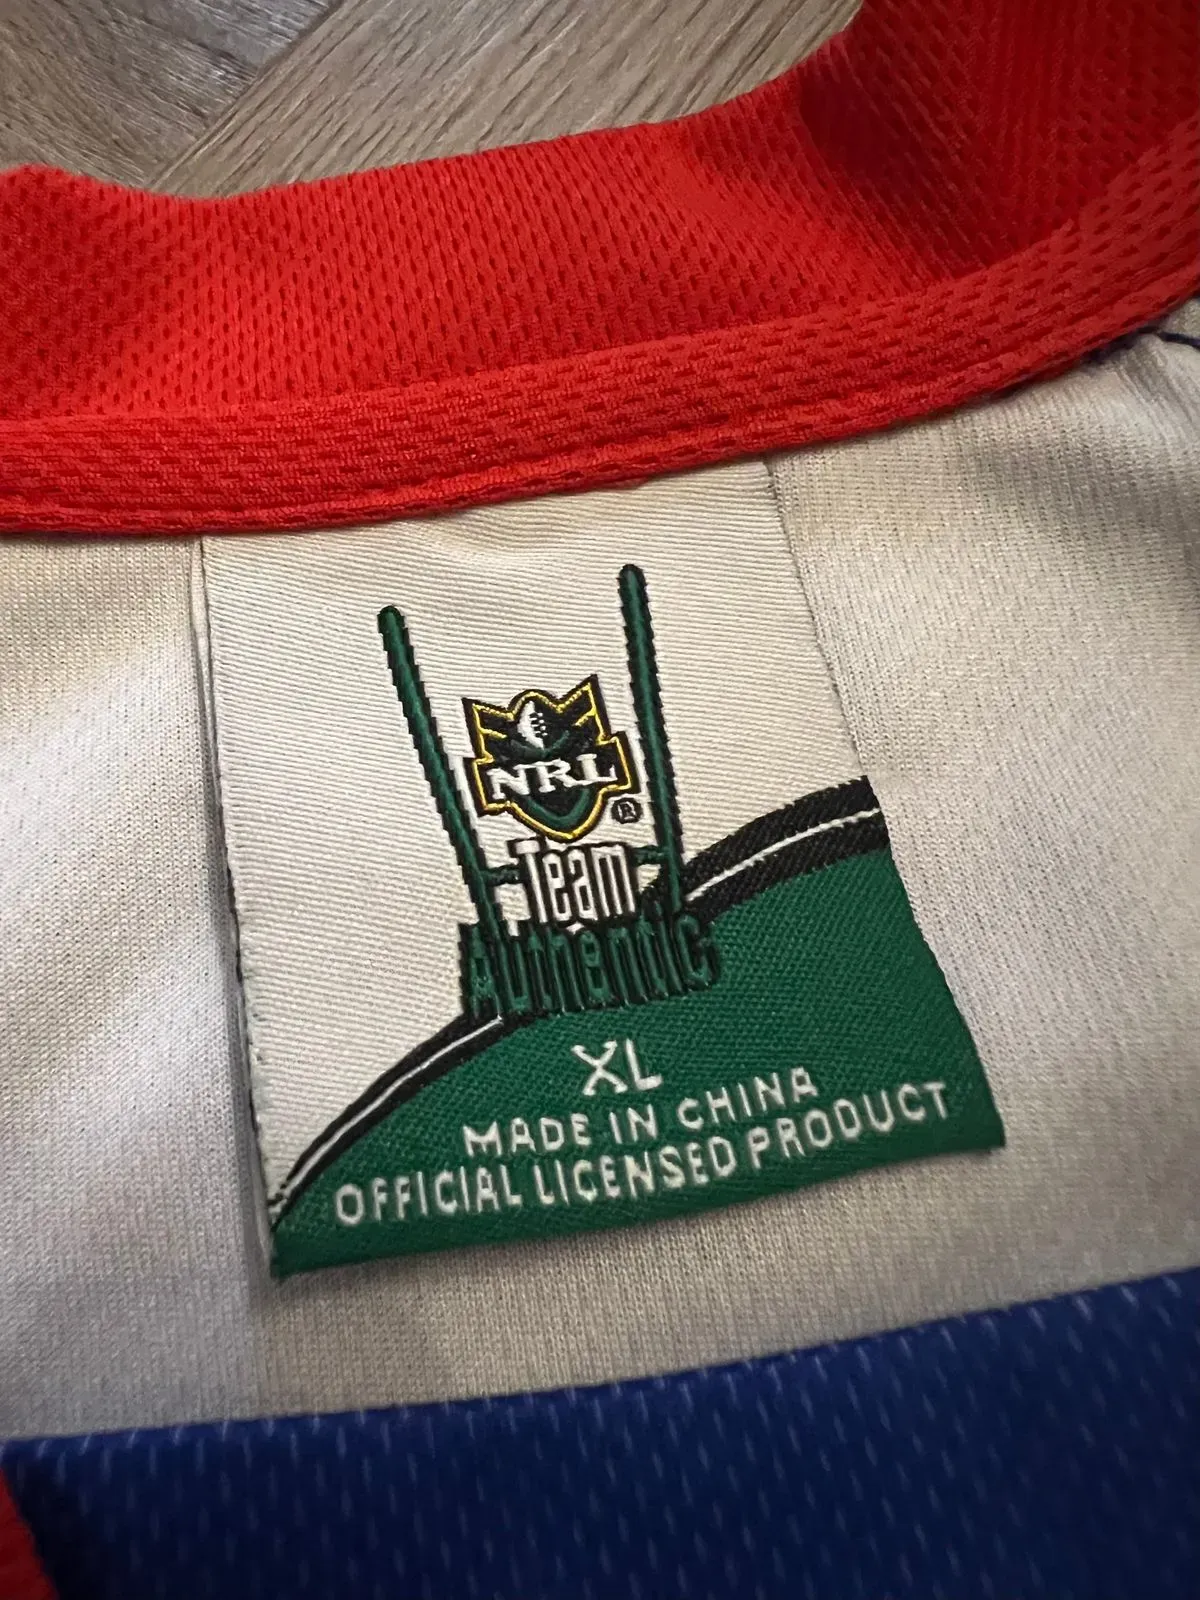 NRL
®
Team
Authentic
XL
MADE IN CHINA
OFFICIAL LICENSED PRODUCT